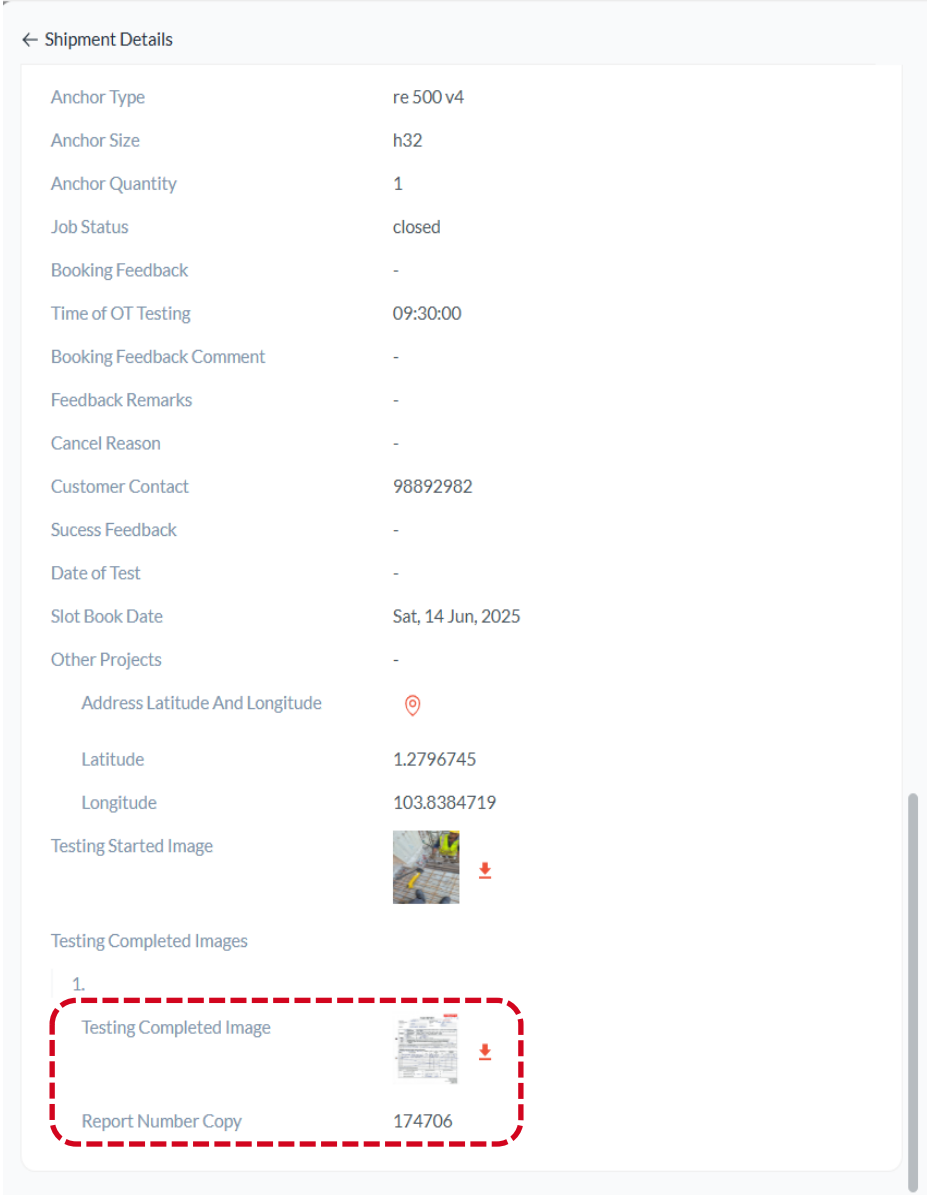 Shipment Details
Anchor Type re 500 v4
Anchor Size h32
Anchor Quantity 1
Job Status closed
Booking Feedback -
Time of OT Testing 09:30:00
Booking Feedback Comment -
Feedback Remarks -
Cancel Reason -
Customer Contact 98892982
Sucess Feedback -
Date of Test -
Slot Book Date Sat, 14 Jun, 2025
Other Projects -
Address Latitude And Longitude
Latitude 1.2796745
Longitude 103.8384719
Testing Started Image
Testing Completed Images
1.
Testing Completed Image
Report Number Copy 174706